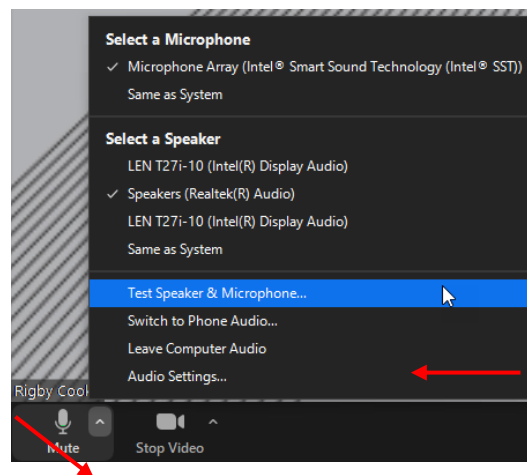 Select a Microphone
✓ Microphone Array (Intel® Smart Sound Technology (Intel® SST))
Same as System
Select a Speaker
LEN T27i-10 (Intel(R) Display Audio)
✓ Speakers (Realtek(R) Audio)
LEN T27i-10 (Intel(R) Display Audio)
Same as System
Test Speaker & Microphone...
Switch to Phone Audio...
Leave Computer Audio
Audio Settings...
Rigby
Mute
Stop Video